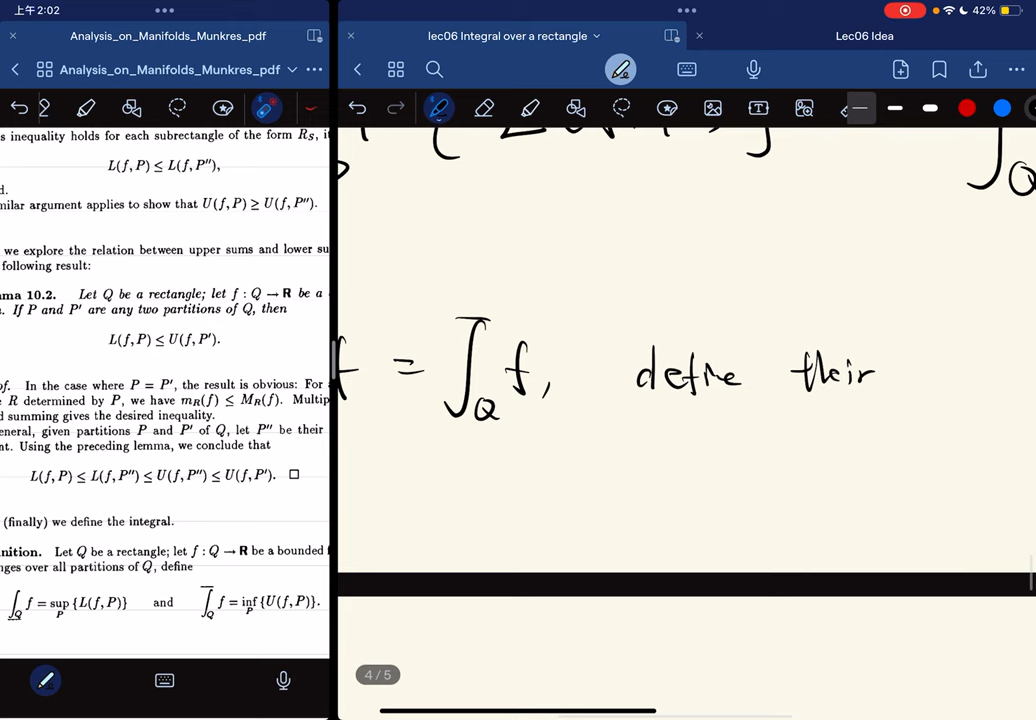 上午2:02
42%
Analysis_on_Manifolds_Munkres_pdf
Analysis_on_Manifolds_Munkres_pdf
s inequality holds for each subrectangle of the form R_S, i
L(f, P) ≤ L(f, P''),
d.
milar argument applies to show that U(f, P) ≥ U(f, P'').
we explore the relation between upper sums and lower su
following result:
ma 10.2. Let Q be a rectangle; let f : Q → R be a
. If P and P' are any two partitions of Q, then
L(f, P) ≤ U(f, P').
of. In the case where P = P', the result is obvious: For
e R determined by P, we have m_R(f) ≤ M_R(f). Multip
d summing gives the desired inequality.
eneral, given partitions P and P' of Q, let P'' be their
nt. Using the preceding lemma, we conclude that
L(f, P) ≤ L(f, P'') ≤ U(f, P'') ≤ U(f, P'). □
(finally) we define the integral.
nition. Let Q be a rectangle; let f : Q → R be a bounded f
nges over all partitions of Q, define
∫_Q f = sup_P {L(f, P)} and ∫̅_Q f = inf_P {U(f, P)}.
lec06 Integral over a rectangle
Lec06 Idea
∫_Q
f = ∫̅_Q f, define their
4 / 5